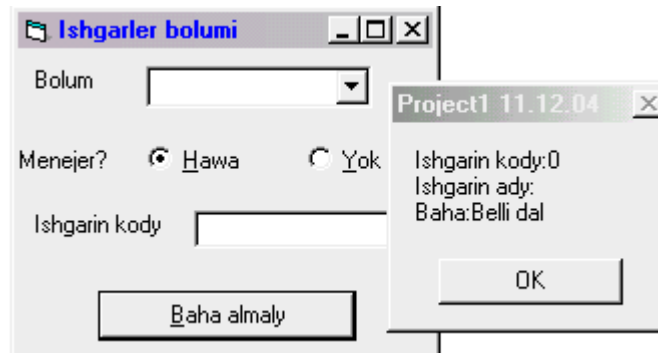 Ishgarler bolumi
Bolum
Menejer? Hawa Yok
Ishgarin kody
Baha almaly
Project1 11.12.04
Ishgarin kody:0
Ishgarin ady:
Baha:Belli dal
OK